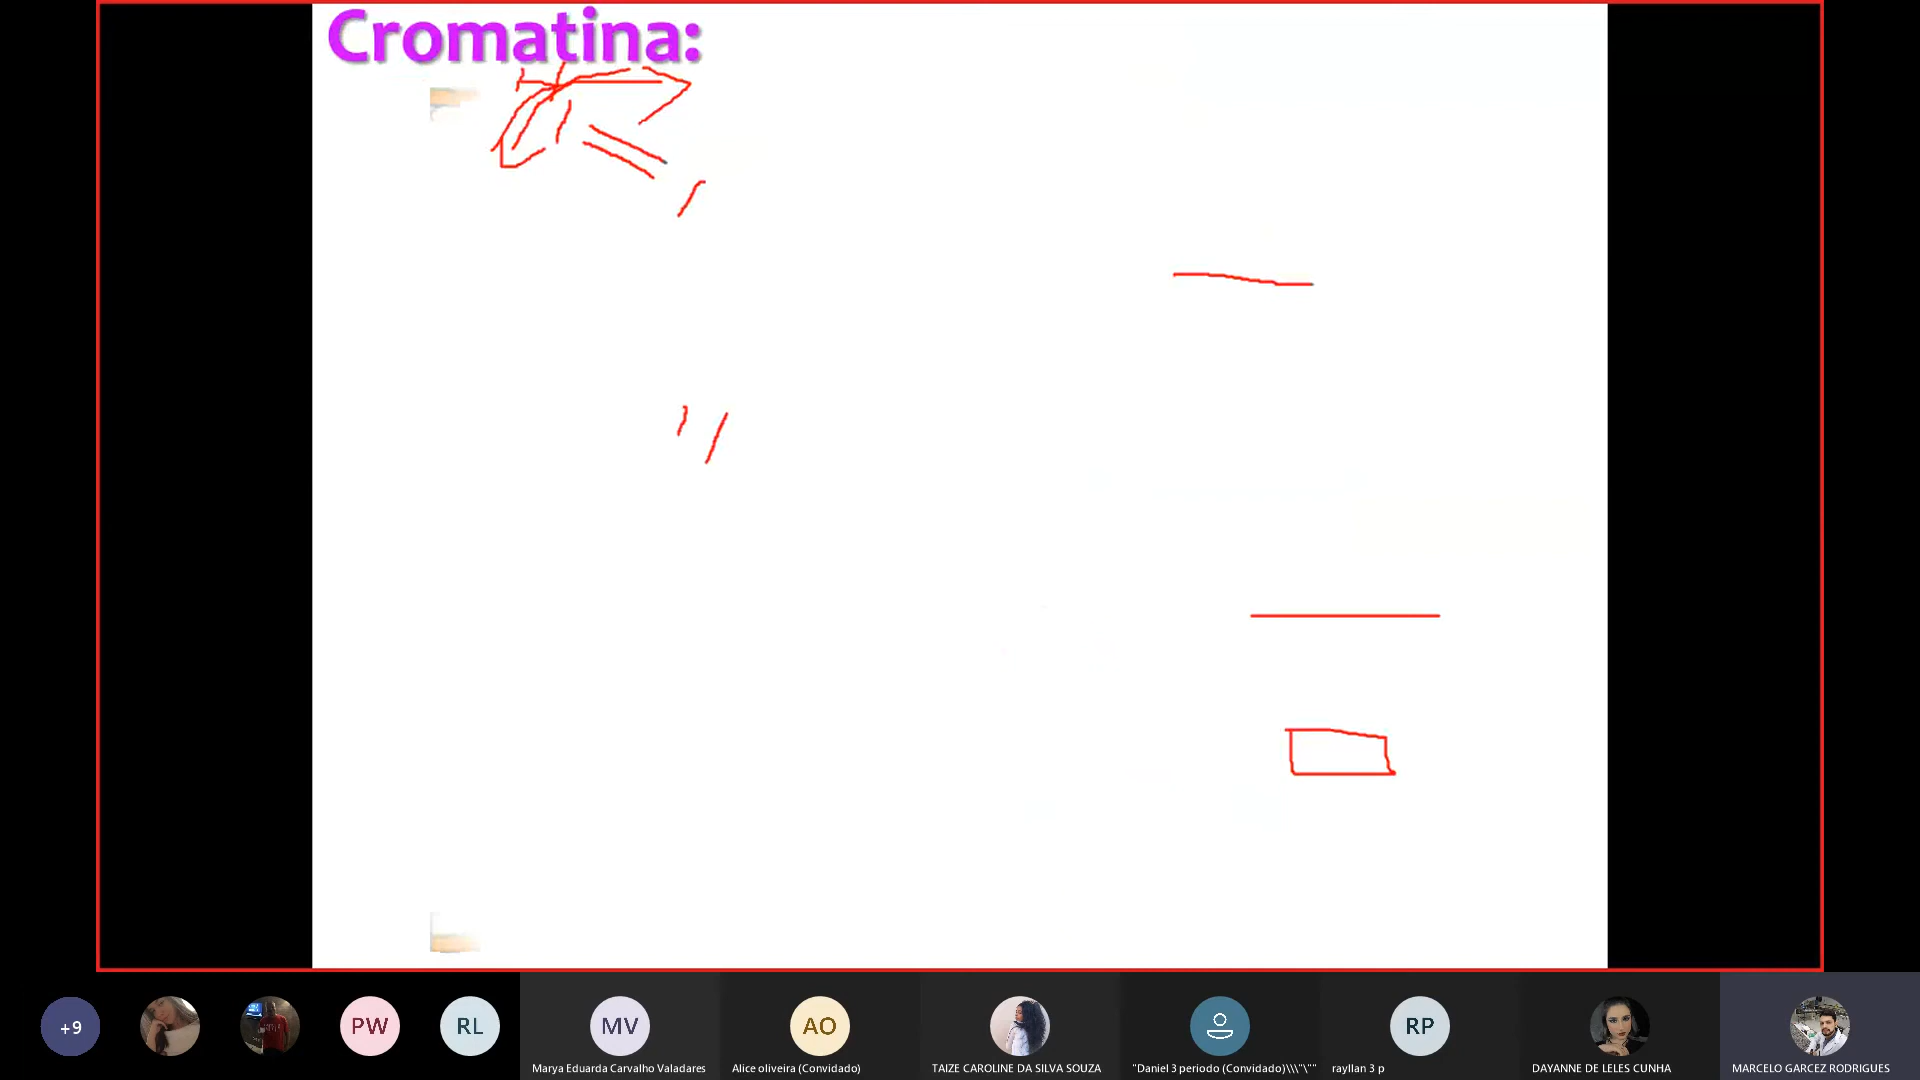 Cromatina:
+9
PW
RL
MV
AO
RP
Marya Eduarda Carvalho Valadares
Alice oliveira (Convidado)
TAIZE CAROLINE DA SILVA SOUZA
"Daniel 3 periodo (Convidado)\\\"\""
rayllan 3 p
DAYANNE DE LELES CUNHA
MARCELO GARCEZ RODRIGUES